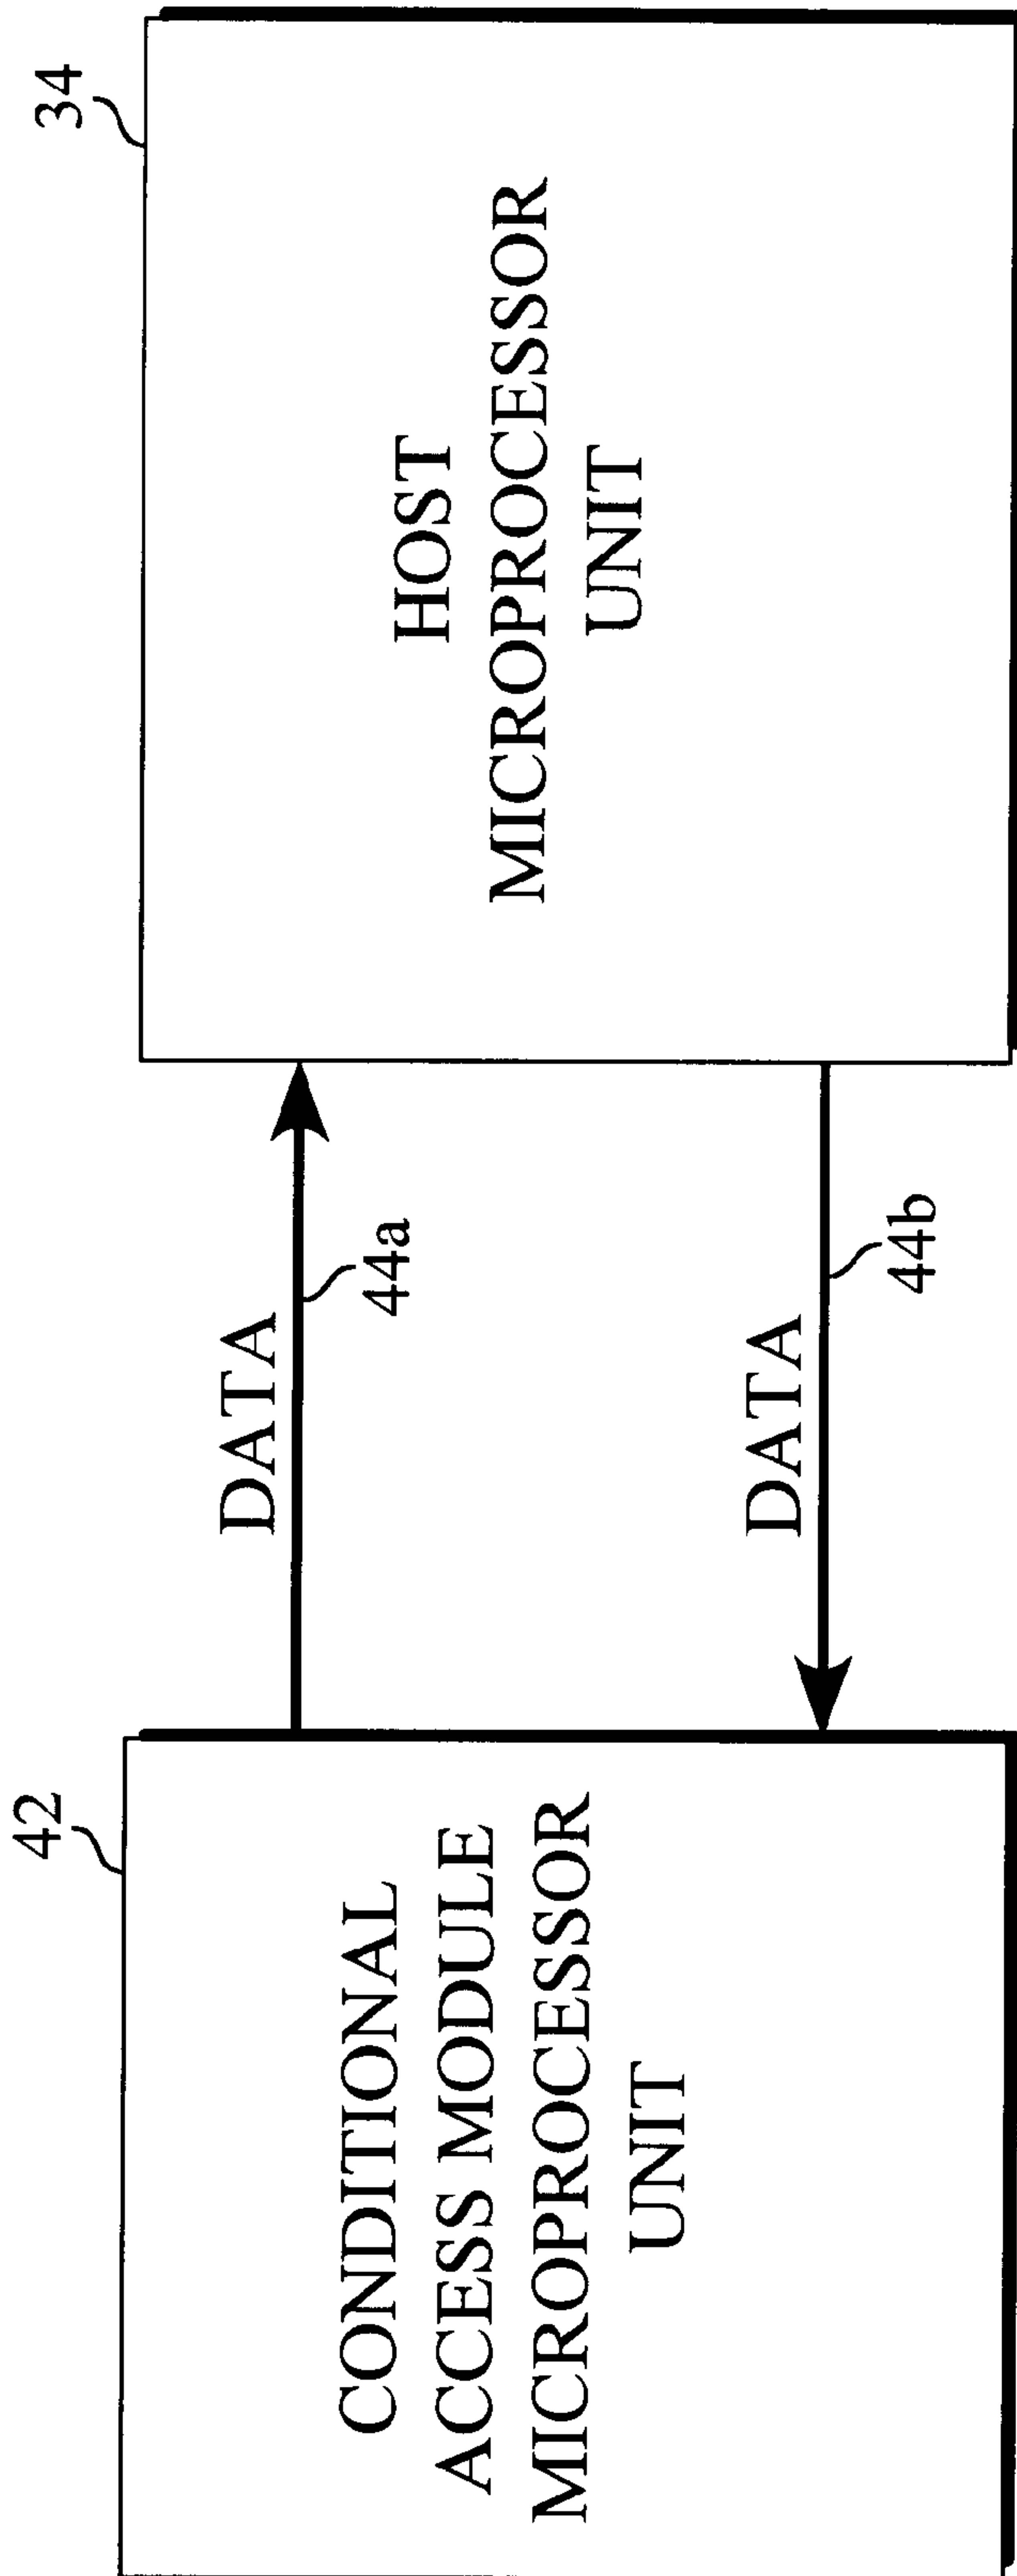 42
CONDITIONAL
ACCESS MODULE
MICROPROCESSOR
UNIT
DATA
44a
DATA
44b
34
HOST
MICROPROCESSOR
UNIT